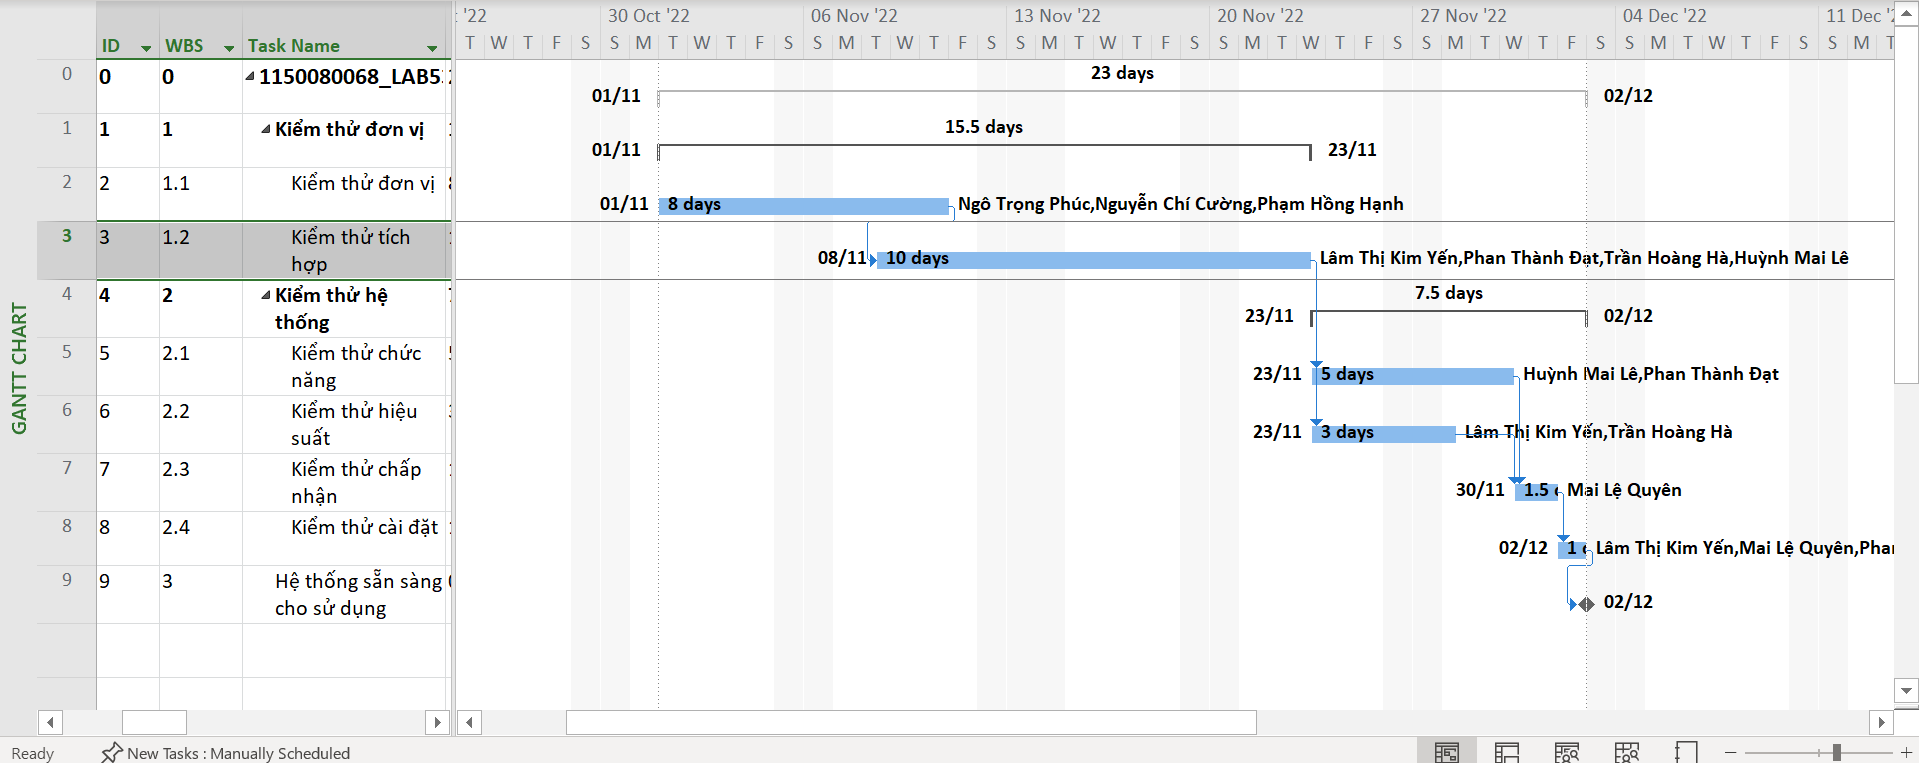 '22 30 Oct '22 06 Nov '22 13 Nov '22 20 Nov '22 27 Nov '22 04 Dec '22 11 Dec
ID WBS Task Name T W T F S S M T W T F S S M T W T F S S M T W T F S S M T W T F S S M T W T F S S M T W T F S S M T
0 0 0 1150080068_LAB5 23 days
01/11 02/12
1 1 1 Kiểm thử đơn vị 15.5 days
01/11 23/11
2 2 1.1 Kiểm thử đơn vị
01/11 8 days Ngô Trọng Phúc,Nguyễn Chí Cường,Phạm Hồng Hạnh
3 3 1.2 Kiểm thử tích
hợp
08/11 10 days Lâm Thị Kim Yến,Phan Thành Đạt,Trần Hoàng Hà,Huỳnh Mai Lê
4 4 2 Kiểm thử hệ
thống
7.5 days
23/11 02/12
5 5 2.1 Kiểm thử chức
năng
23/11 5 days Huỳnh Mai Lê,Phan Thành Đạt
6 6 2.2 Kiểm thử hiệu
suất
23/11 3 days Lâm Thị Kim Yến,Trần Hoàng Hà
7 7 2.3 Kiểm thử chấp
nhận
30/11 1.5 Mai Lệ Quyên
8 8 2.4 Kiểm thử cài đặt
02/12 1 Lâm Thị Kim Yến,Mai Lệ Quyên,Phan
9 9 3 Hệ thống sẵn sàng
cho sử dụng
02/12
GANTT CHART
Ready New Tasks : Manually Scheduled